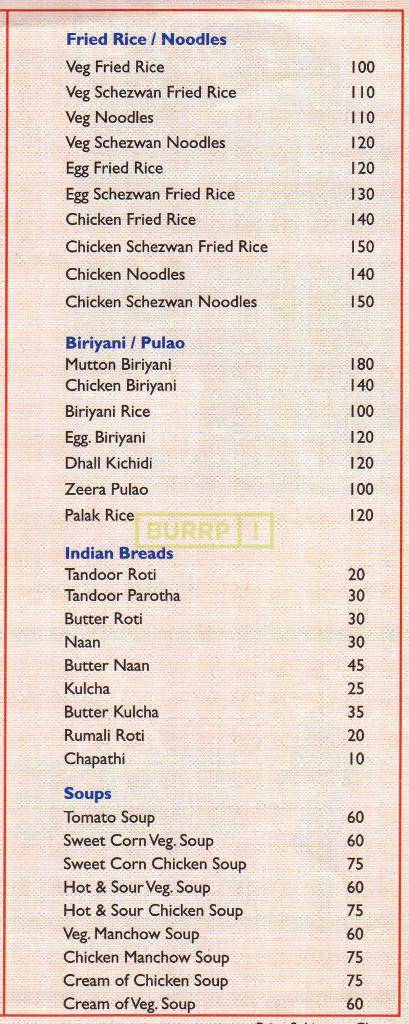 Fried Rice / Noodles
Veg Fried Rice 100
Veg Schezwan Fried Rice 110
Veg Noodles 110
Veg Schezwan Noodles 120
Egg Fried Rice 120
Egg Schezwan Fried Rice 130
Chicken Fried Rice 140
Chicken Schezwan Fried Rice 150
Chicken Noodles 140
Chicken Schezwan Noodles 150
Biriyani / Pulao
Mutton Biriyani 180
Chicken Biriyani 140
Biriyani Rice 100
Egg. Biriyani 120
Dhall Kichidi 120
Zeera Pulao 100
Palak Rice 120
BURRP!
Indian Breads
Tandoor Roti 20
Tandoor Parotha 30
Butter Roti 30
Naan 30
Butter Naan 45
Kulcha 25
Butter Kulcha 35
Rumali Roti 20
Chapathi 10
Soups
Tomato Soup 60
Sweet Corn Veg. Soup 60
Sweet Corn Chicken Soup 75
Hot & Sour Veg. Soup 60
Hot & Sour Chicken Soup 75
Veg. Manchow Soup 60
Chicken Manchow Soup 75
Cream of Chicken Soup 75
Cream of Veg. Soup 60